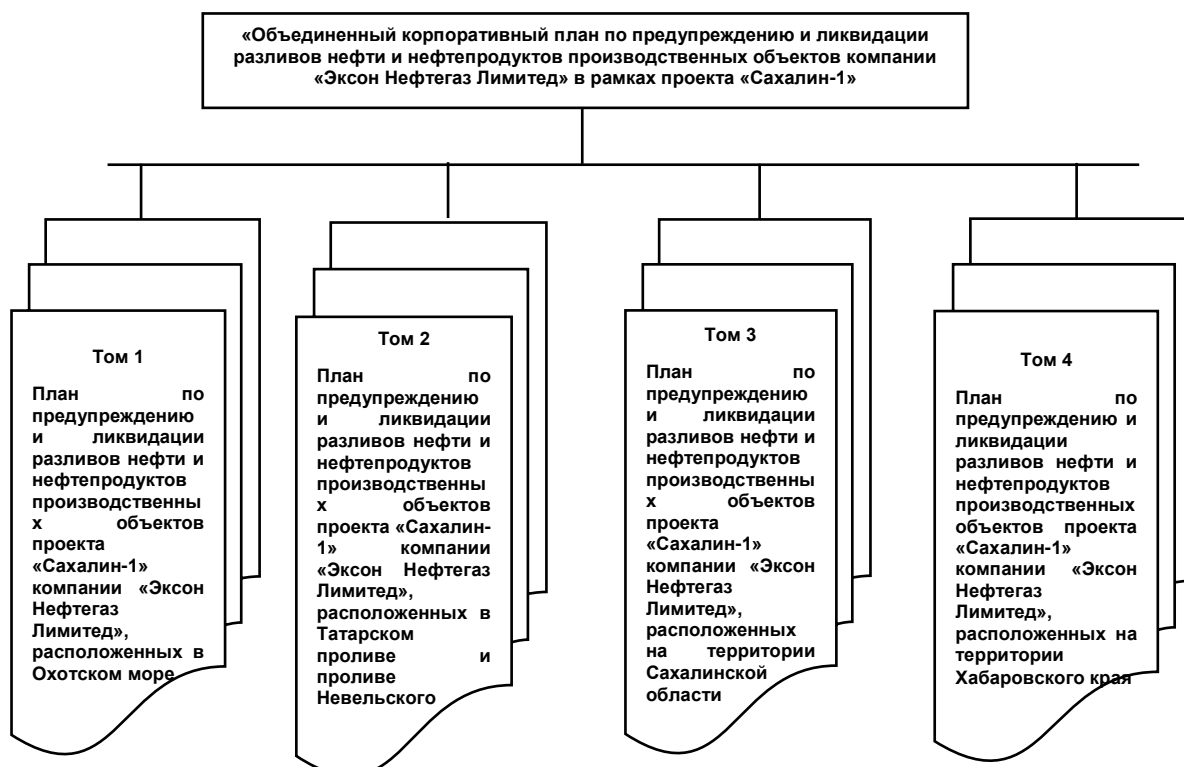 «Объединенный корпоративный план по предупреждению и ликвидации
разливов нефти и нефтепродуктов производственных объектов компании
«Эксон Нефтегаз Лимитед» в рамках проекта «Сахалин-1»
Том 1
План по
предупреждению
и ликвидации
разливов нефти и
нефтепродуктов
производственны
х объектов
проекта
«Сахалин-1»
компании «Эксон
Нефтегаз
Лимитед»,
расположенных в
Охотском море
Том 2
План по
предупреждению
и ликвидации
разливов нефти и
нефтепродуктов
производственны
х объектов
проекта «Сахалин-
1» компании
«Эксон Нефтегаз
Лимитед»,
расположенных в
Татарском
проливе и
проливе
Невельского
Том 3
План по
предупреждению
и ликвидации
разливов нефти и
нефтепродуктов
производственны
х объектов
проекта
«Сахалин-1»
компании «Эксон
Нефтегаз
Лимитед»,
расположенных
на территории
Сахалинской
области
Том 4
План по
предупреждению и
ликвидации
разливов нефти и
нефтепродуктов
производственных
объектов проекта
«Сахалин-1»
компании «Эксон
Нефтегаз
Лимитед»,
расположенных на
территории
Хабаровского края